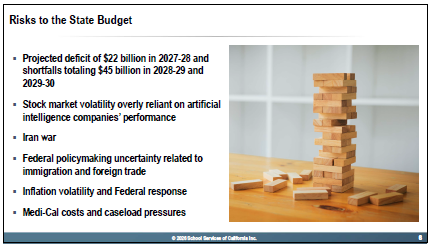 Risks to the State Budget
▪ Projected deficit of $22 billion in 2027-28 and
shortfalls totaling $45 billion in 2028-29 and
2029-30
▪ Stock market volatility overly reliant on artificial
intelligence companies' performance
▪ Iran war
▪ Federal policymaking uncertainty related to
immigration and foreign trade
▪ Inflation volatility and Federal response
▪ Medi-Cal costs and caseload pressures
© 2026 School Services of California Inc.